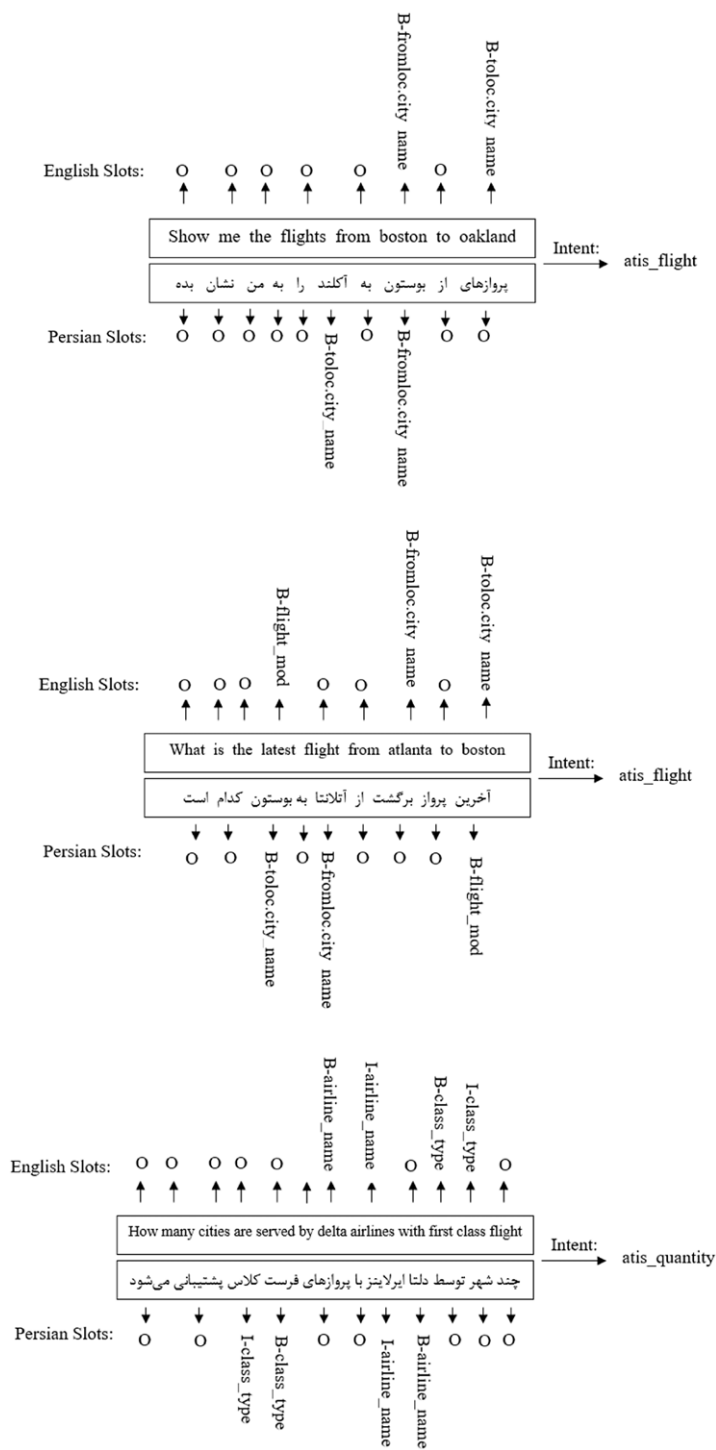 B-fromloc.city name
B-toloc.city name
English Slots: O O O O O O
Show me the flights from boston to oakland
Intent: atis_flight
پروازهای از بوستون به آکلند را به من نشان بده
Persian Slots: O O O O O O O O
B-toloc.city_name
B-fromloc.city name
B-flight_mod
B-fromloc.city name
B-toloc.city name
English Slots: O O O O O O
What is the latest flight from atlanta to boston
Intent: atis_flight
آخرین پرواز برگشت از آتلانتا به بوستون کدام است
Persian Slots: O O O O O O
B-toloc.city_name
B-fromloc.city name
B-flight_mod
B-airline_name
I-airline_name
B-class_type
I-class_type
English Slots: O O O O O O O
How many cities are served by delta airlines with first class flight
Intent: atis_quantity
چند شهر توسط دلتا ایرلاینز با پروازهای فرست کلاس پشتیبانی می‌شود
Persian Slots: O O O O O O O
I-class_type
B-class_type
I-airline_name
B-airline_name